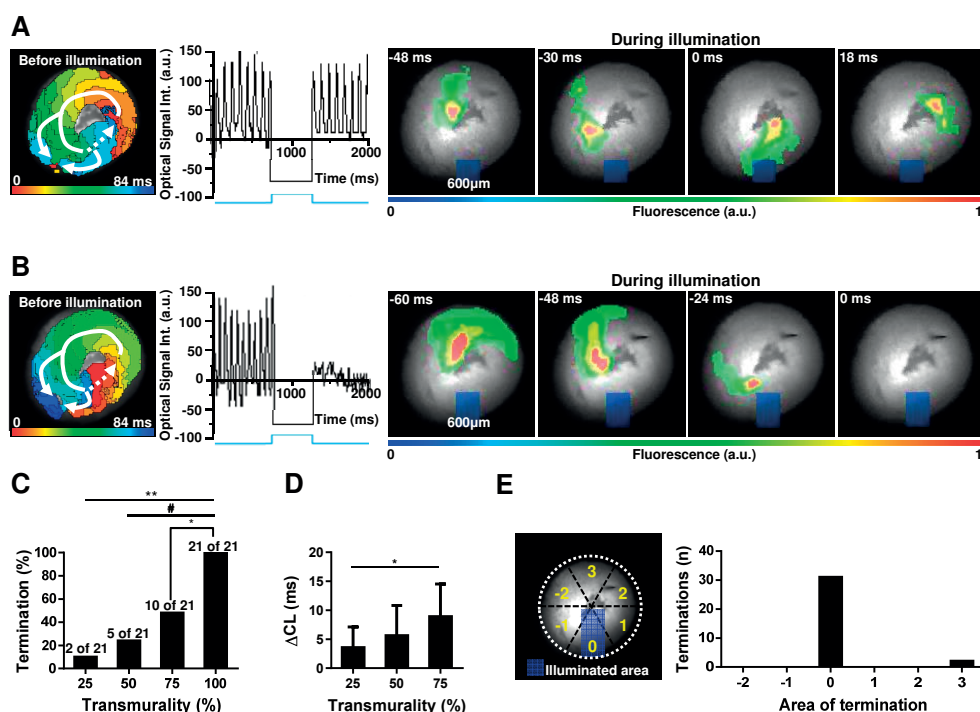 A
Before illumination
0
84 ms
Optical Signal Int. (a.u.)
150
100
50
0
-50
-100
1000
2000
Time (ms)
During illumination
-48 ms
-30 ms
0 ms
18 ms
600µm
0
Fluorescence (a.u.)
1
B
Before illumination
0
84 ms
Optical Signal Int. (a.u.)
150
100
50
0
-50
-100
1000
2000
Time (ms)
During illumination
-60 ms
-48 ms
-24 ms
0 ms
600µm
0
Fluorescence (a.u.)
1
C
**
#
*
Termination (%)
100
80
60
40
20
0
2 of 21
5 of 21
10 of 21
21 of 21
25
50
75
100
Transmurality (%)
D
*
ΔCL (ms)
20
15
10
5
0
25
50
75
Transmurality (%)
E
3
-2
2
-1
1
0
Illuminated area
Terminations (n)
40
30
20
10
0
-2
-1
0
1
2
3
Area of termination